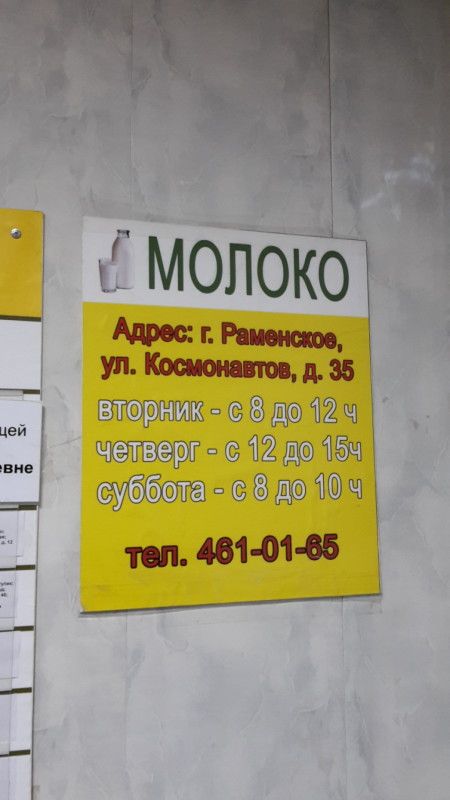 МОЛОКО
Адрес: г. Раменское,
ул. Космонавтов, д. 35
вторник - с 8 до 12 ч
четверг - с 12 до 15ч
суббота - с 8 до 10 ч
тел. 461-01-65